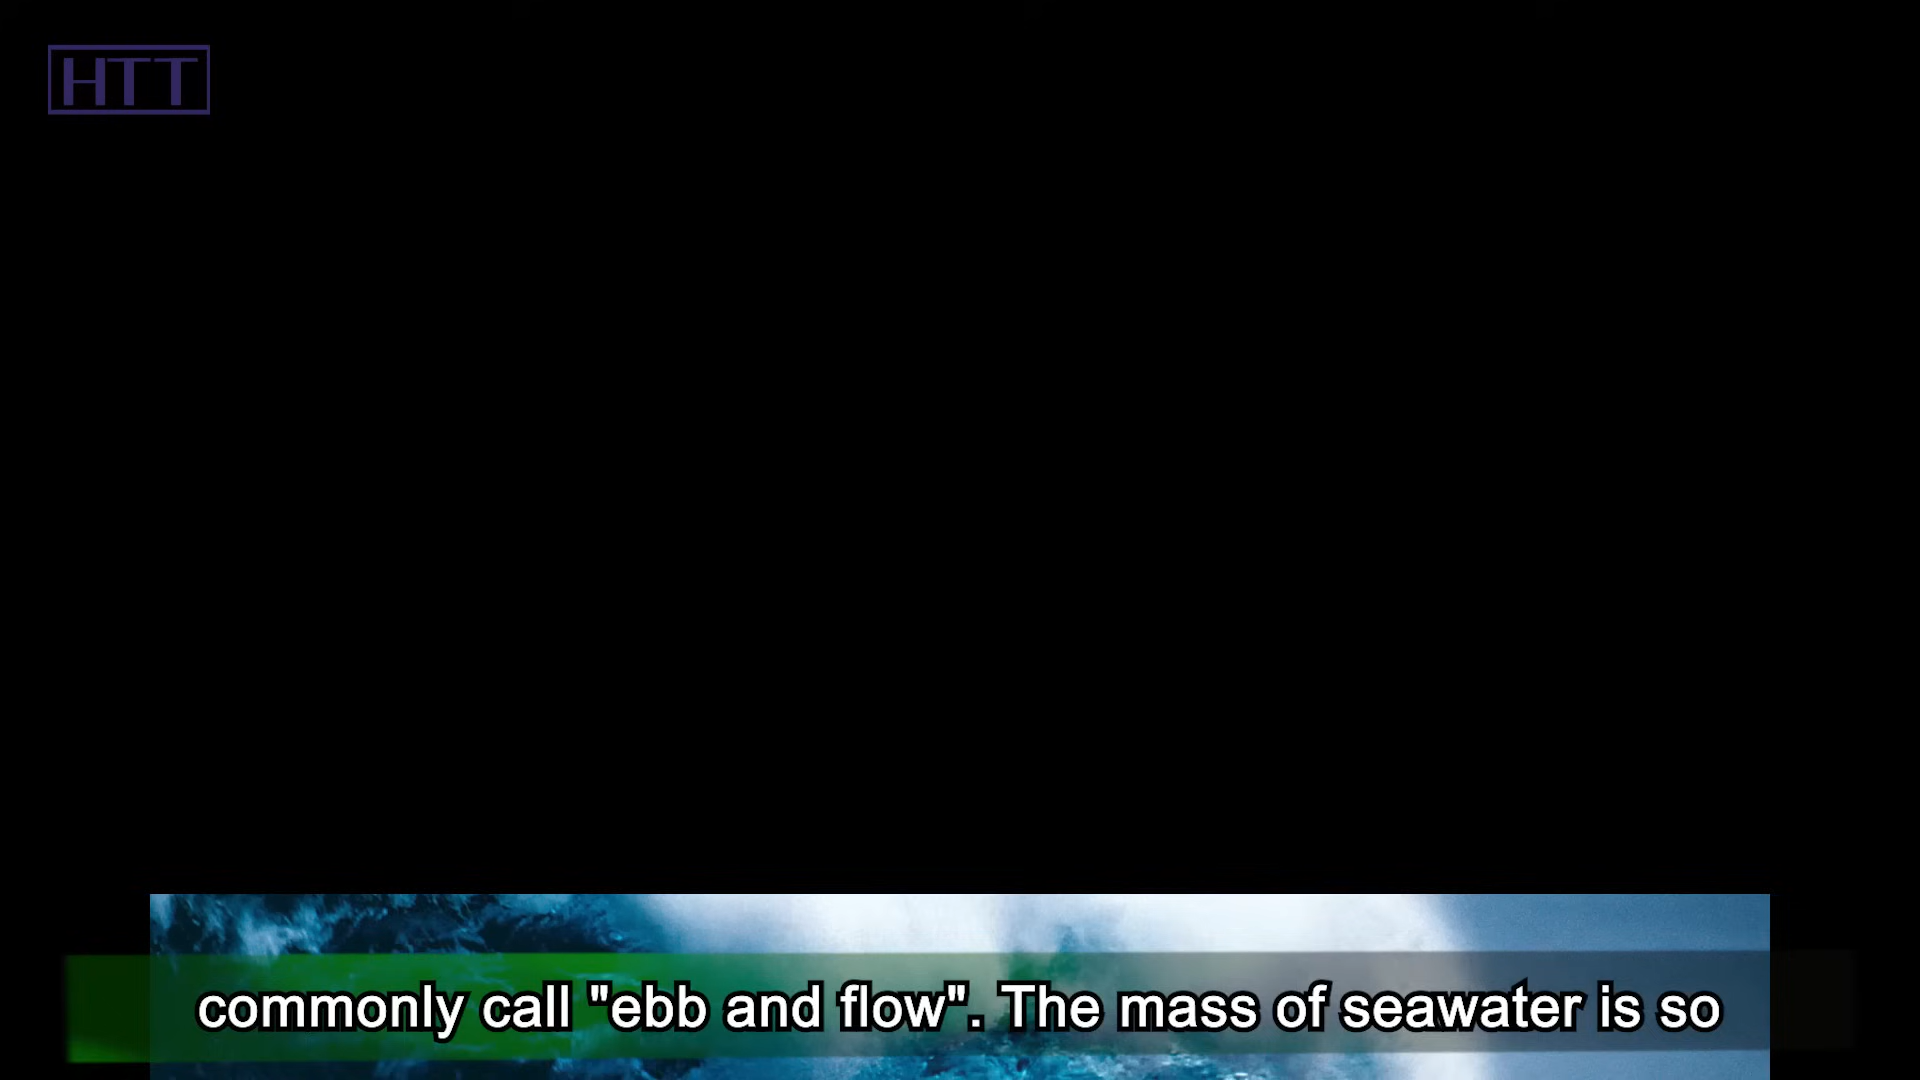 HTT
commonly call "ebb and flow". The mass of seawater is so